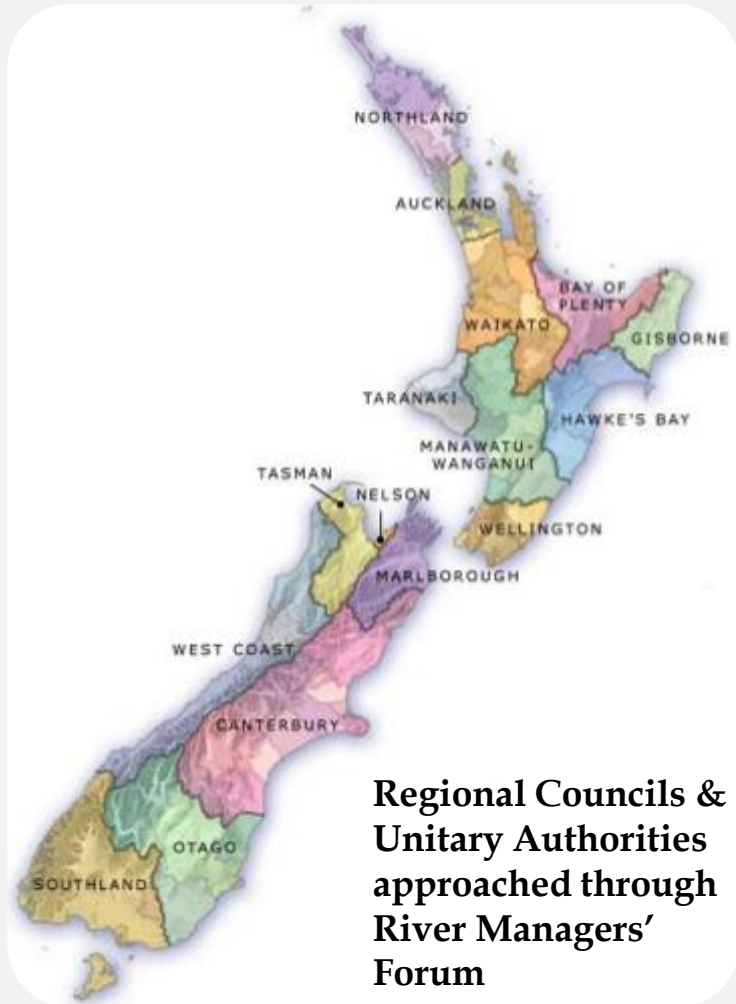 NORTHLAND
AUCKLAND
BAY OF
PLENTY
WAIKATO
GISBORNE
TARANAKI
HAWKE'S BAY
MANAWATU-
WANGANUI
TASMAN
NELSON
WELLINGTON
MARLBOROUGH
WEST COAST
CANTERBURY
OTAGO
SOUTHLAND
Regional Councils &
Unitary Authorities
approached through
River Managers’
Forum